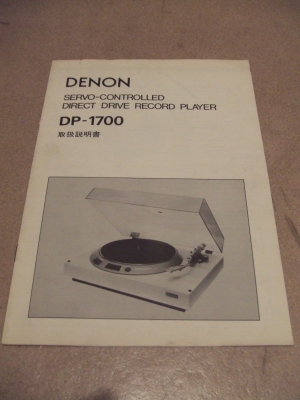 DENON
SERVO-CONTROLLED
DIRECT DRIVE RECORD PLAYER
DP-1700
取扱説明書